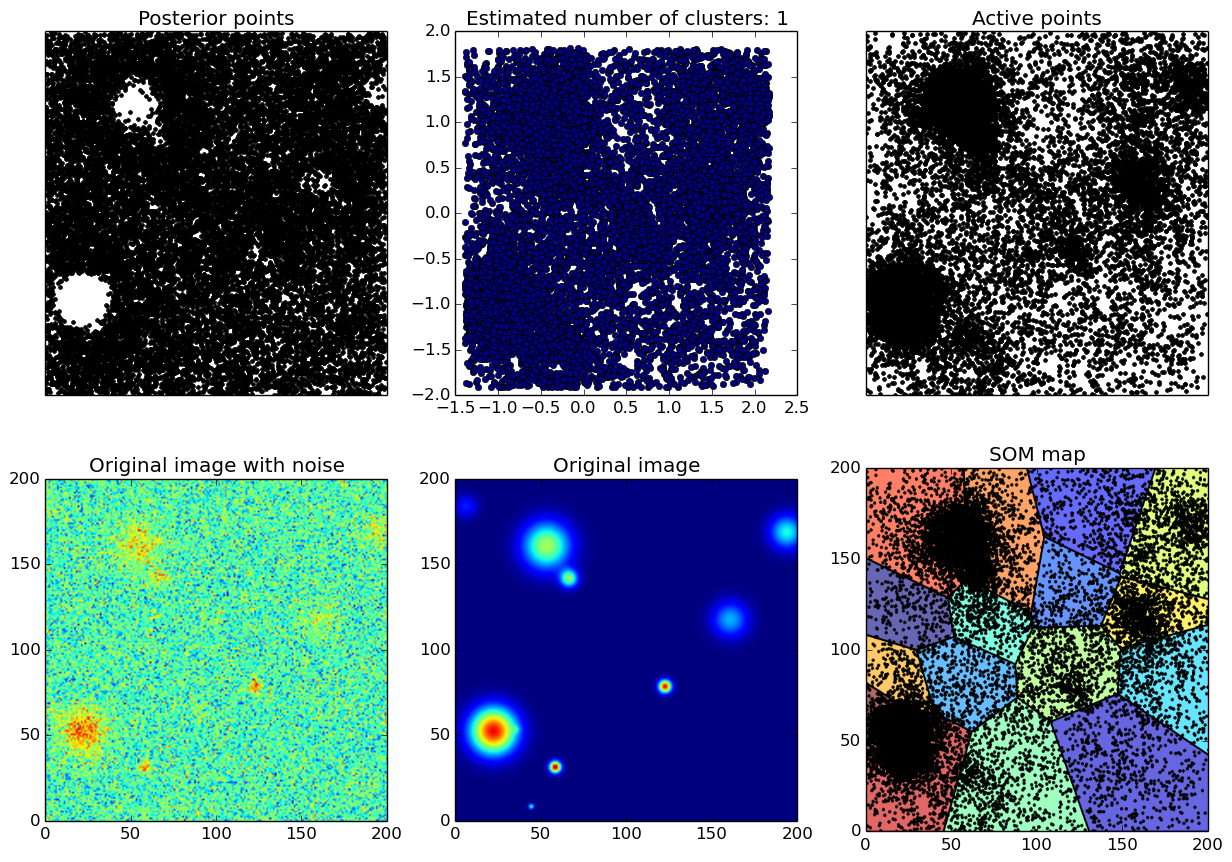 Posterior points
Estimated number of clusters: 1
Active points
2.0
1.5
1.0
0.5
0.0
−0.5
−1.0
−1.5
−2.0
−1.5 −1.0 −0.5 0.0 0.5 1.0 1.5 2.0 2.5
Original image with noise
Original image
SOM map
200
150
100
50
0
0 50 100 150 200
200
150
100
50
0
0 50 100 150 200
200
150
100
50
0
0 50 100 150 200